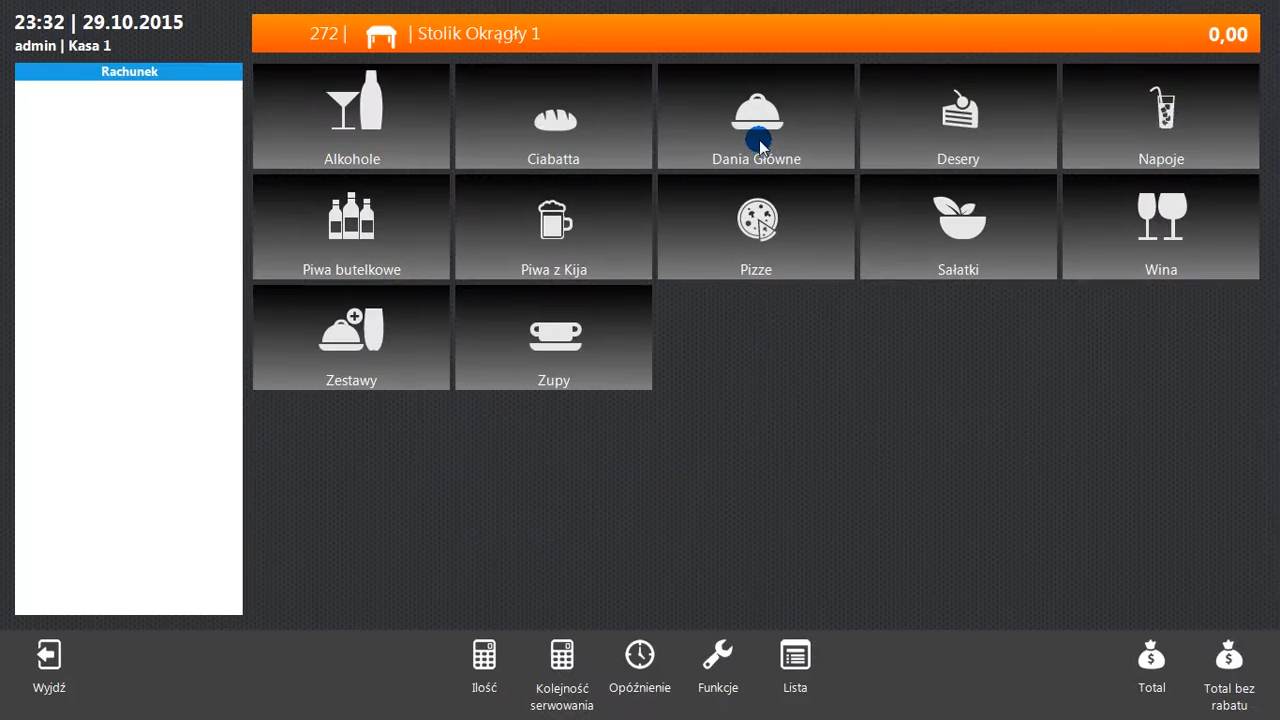 23:32 | 29.10.2015
admin | Kasa 1
272 | | Stolik Okrągły 1 0,00
Rachunek
Alkohole Ciabatta Dania Główne Desery Napoje
Piwa butelkowe Piwa z Kija Pizze Sałatki Wina
Zestawy Zupy
Wyjdź Ilość Kolejność serwowania Opóźnienie Funkcje Lista Total Total bez rabatu